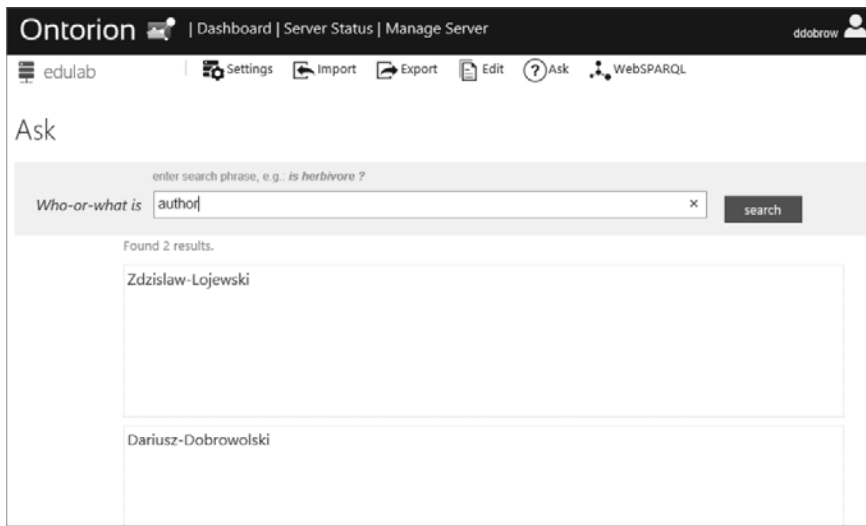 Ontorion | Dashboard | Server Status | Manage Server ddobrow
edulab | Settings Import Export Edit ? Ask WebSPARQL
Ask
enter search phrase, e.g.: is herbivore ?
Who-or-what is author × search
Found 2 results.
Zdzislaw-Lojewski
Dariusz-Dobrowolski